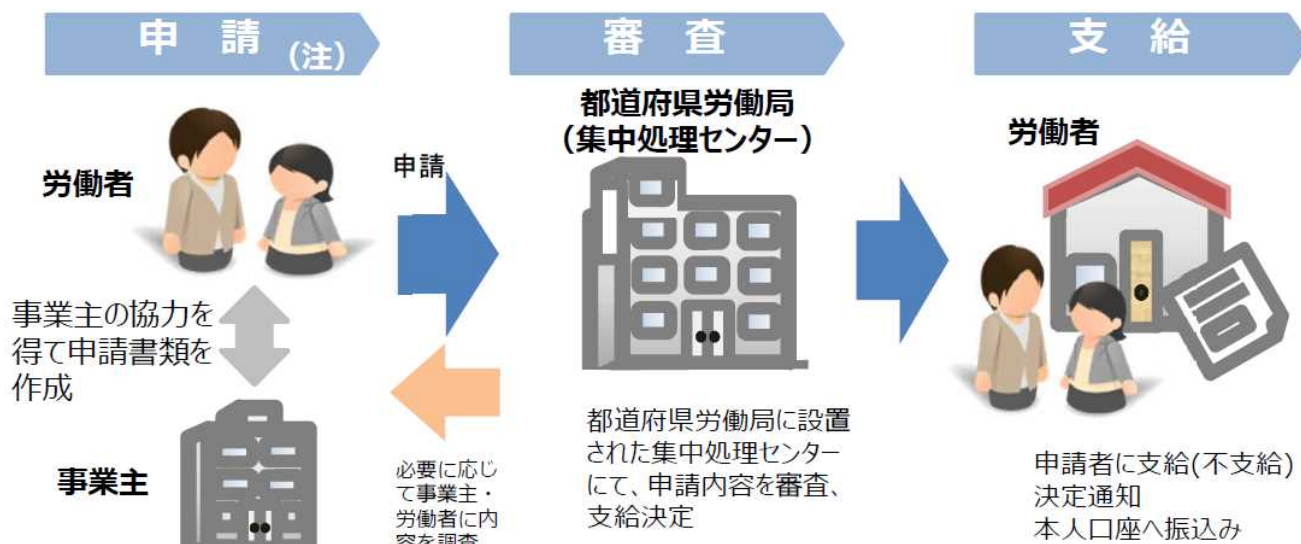 申 請 (注)
審 査
支 給
労働者
事業主の協力を
得て申請書類を
作成
事業主
申請
必要に応じ
て事業主・
労働者に内
容を調査
都道府県労働局
(集中処理センター)
都道府県労働局に設置
された集中処理センター
にて、申請内容を審査、
支給決定
労働者
申請者に支給(不支給)
決定通知
本人口座へ振込み